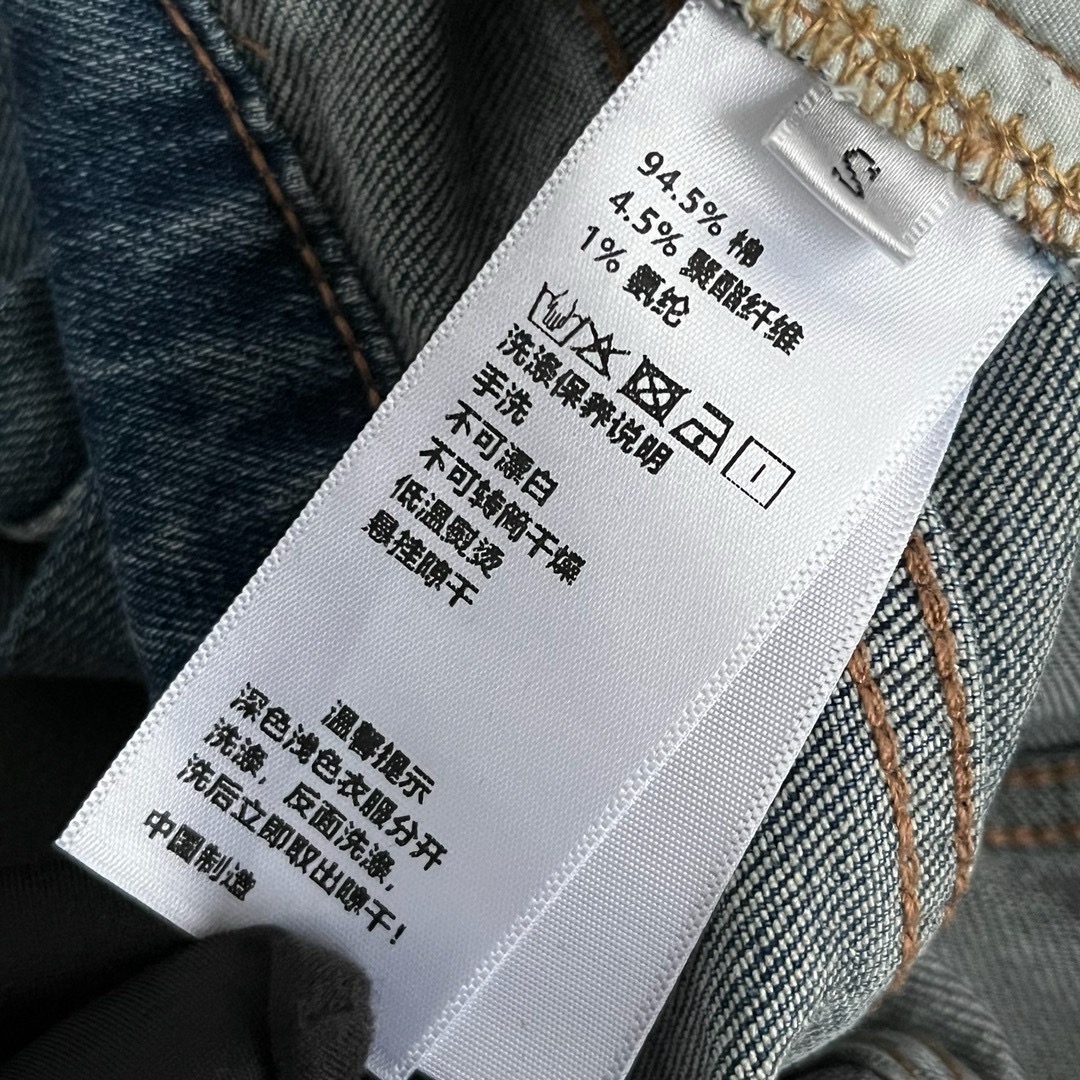 S
94.5% 棉
4.5% 聚酯纤维
1% 氨纶
洗涤保养说明
手洗
不可漂白
不可转筒干燥
低温熨烫
悬挂晾干
温馨提示
深色浅色衣服分开
洗涤，反面洗涤，
洗后立即取出晾干！
中国制造